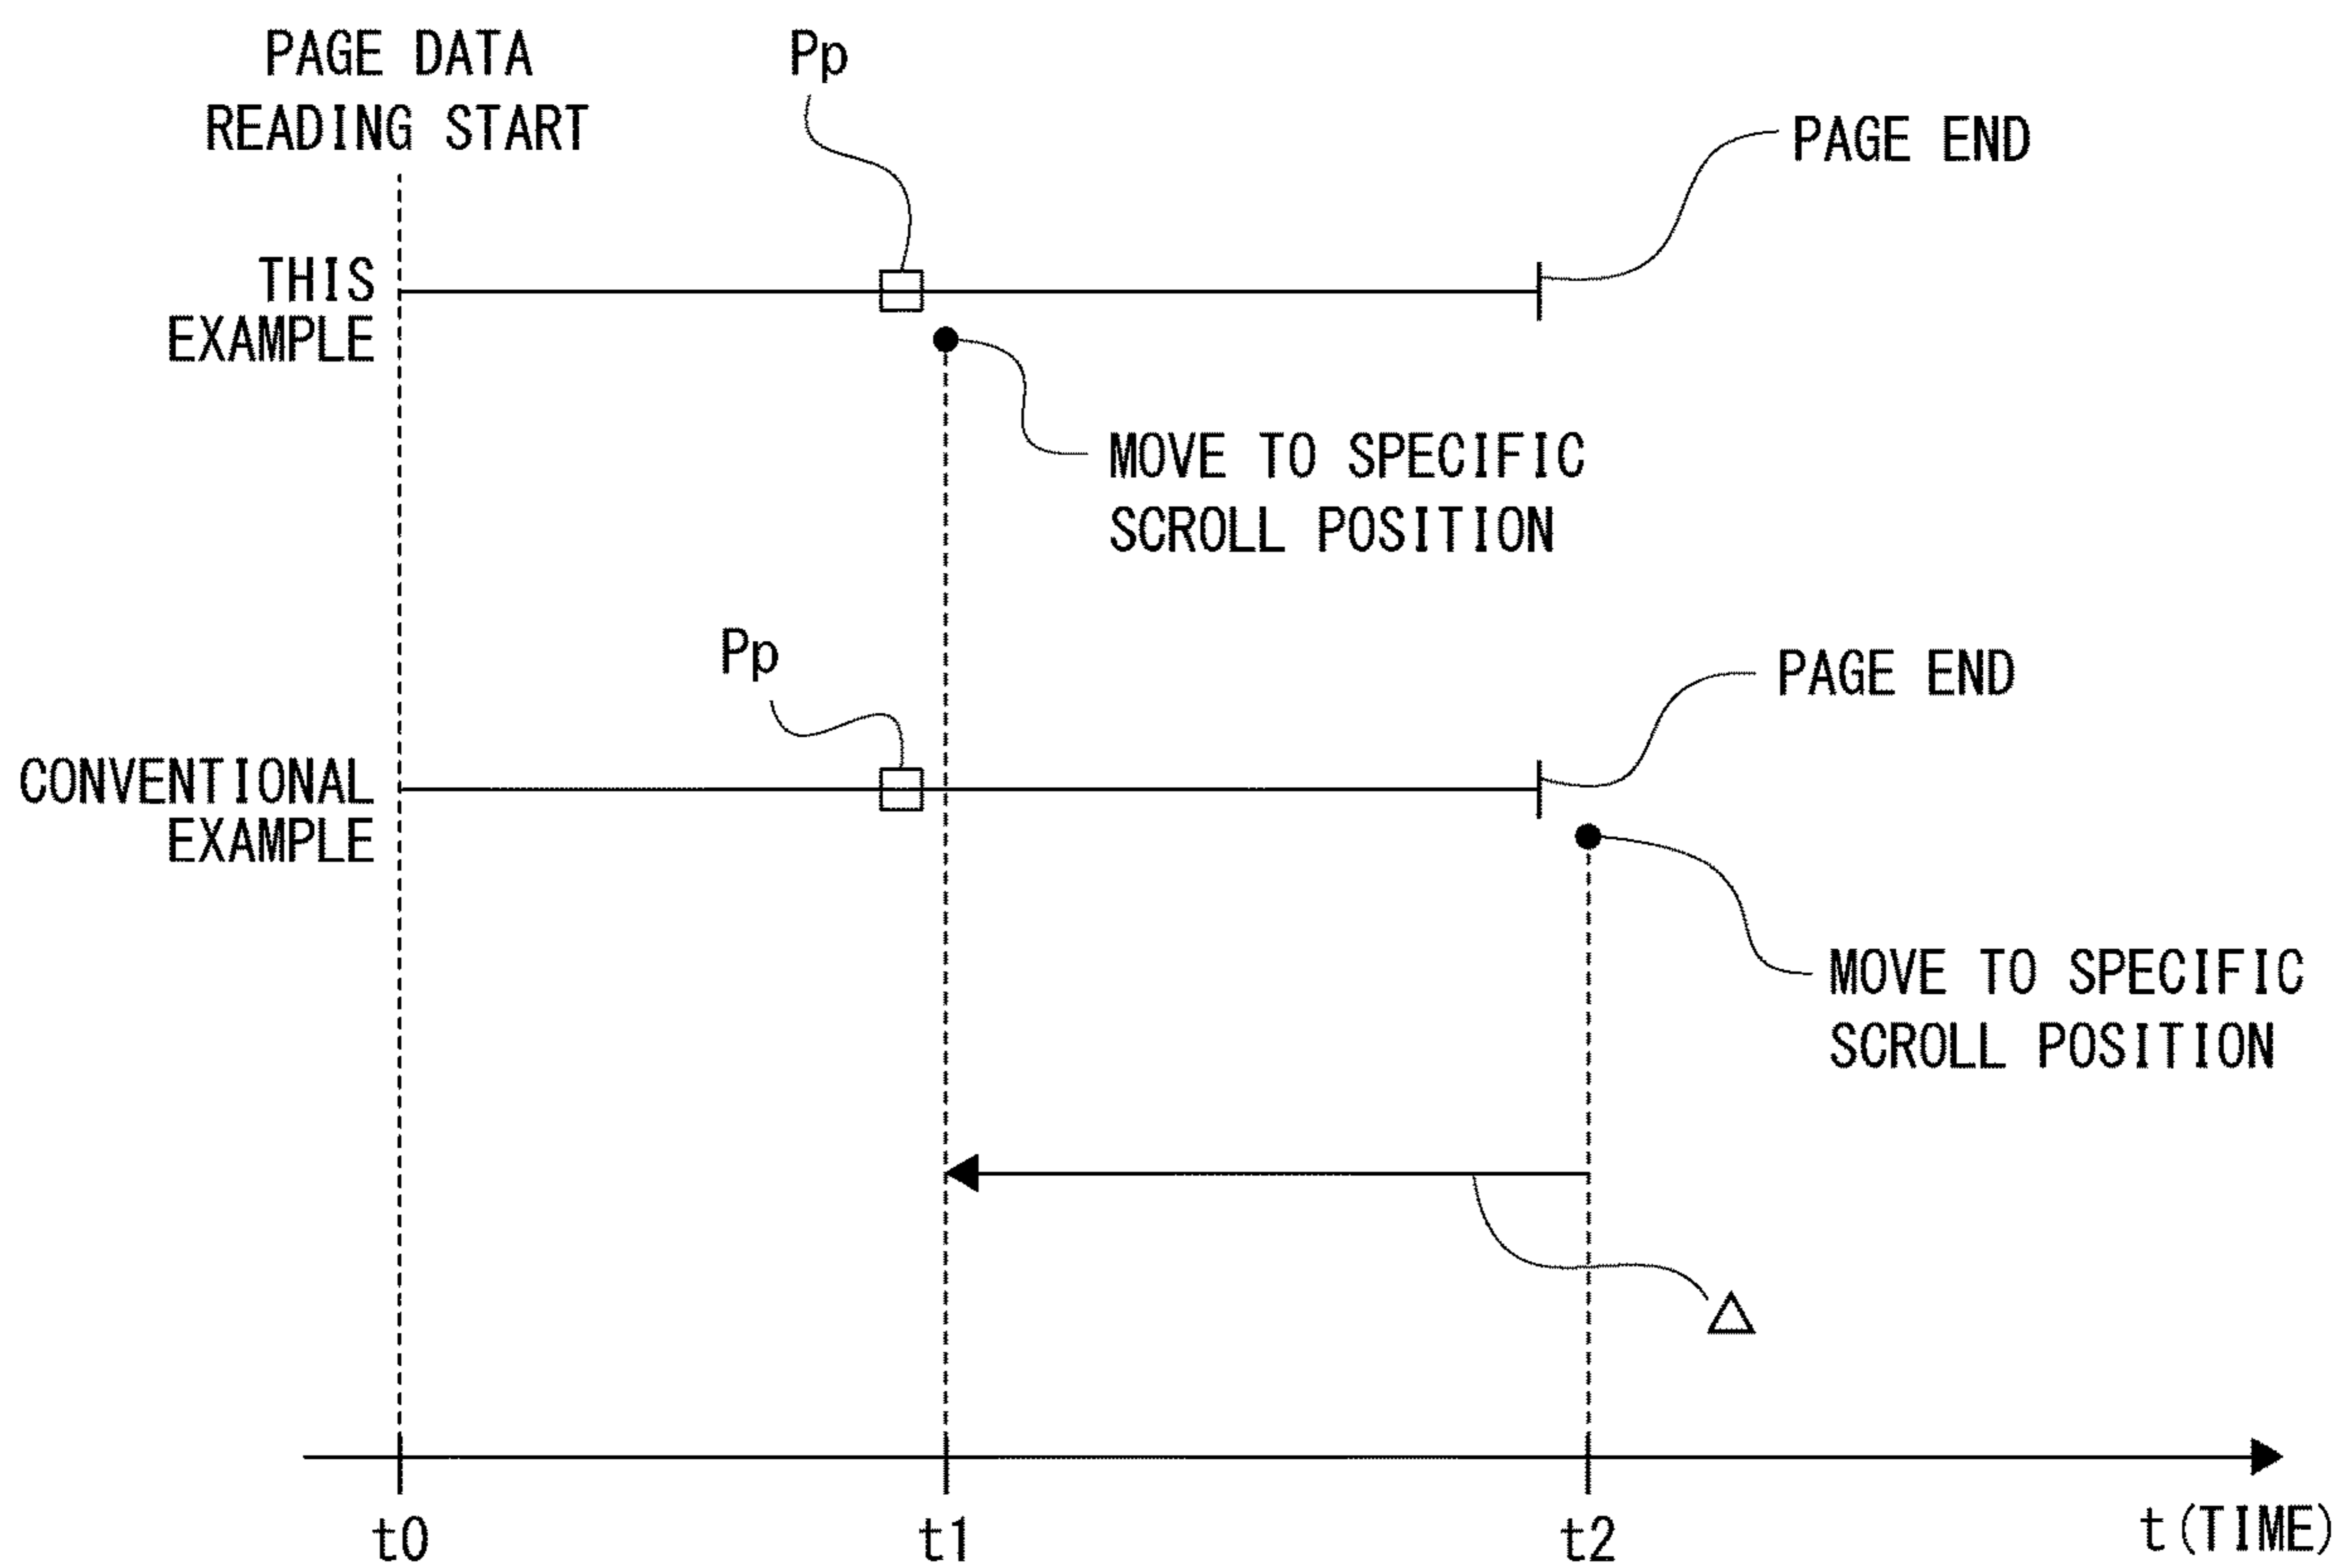 PAGE DATA
READING START
Pp
PAGE END
THIS
EXAMPLE
MOVE TO SPECIFIC
SCROLL POSITION
Pp
PAGE END
CONVENTIONAL
EXAMPLE
MOVE TO SPECIFIC
SCROLL POSITION
△
t0
t1
t2
t(TIME)